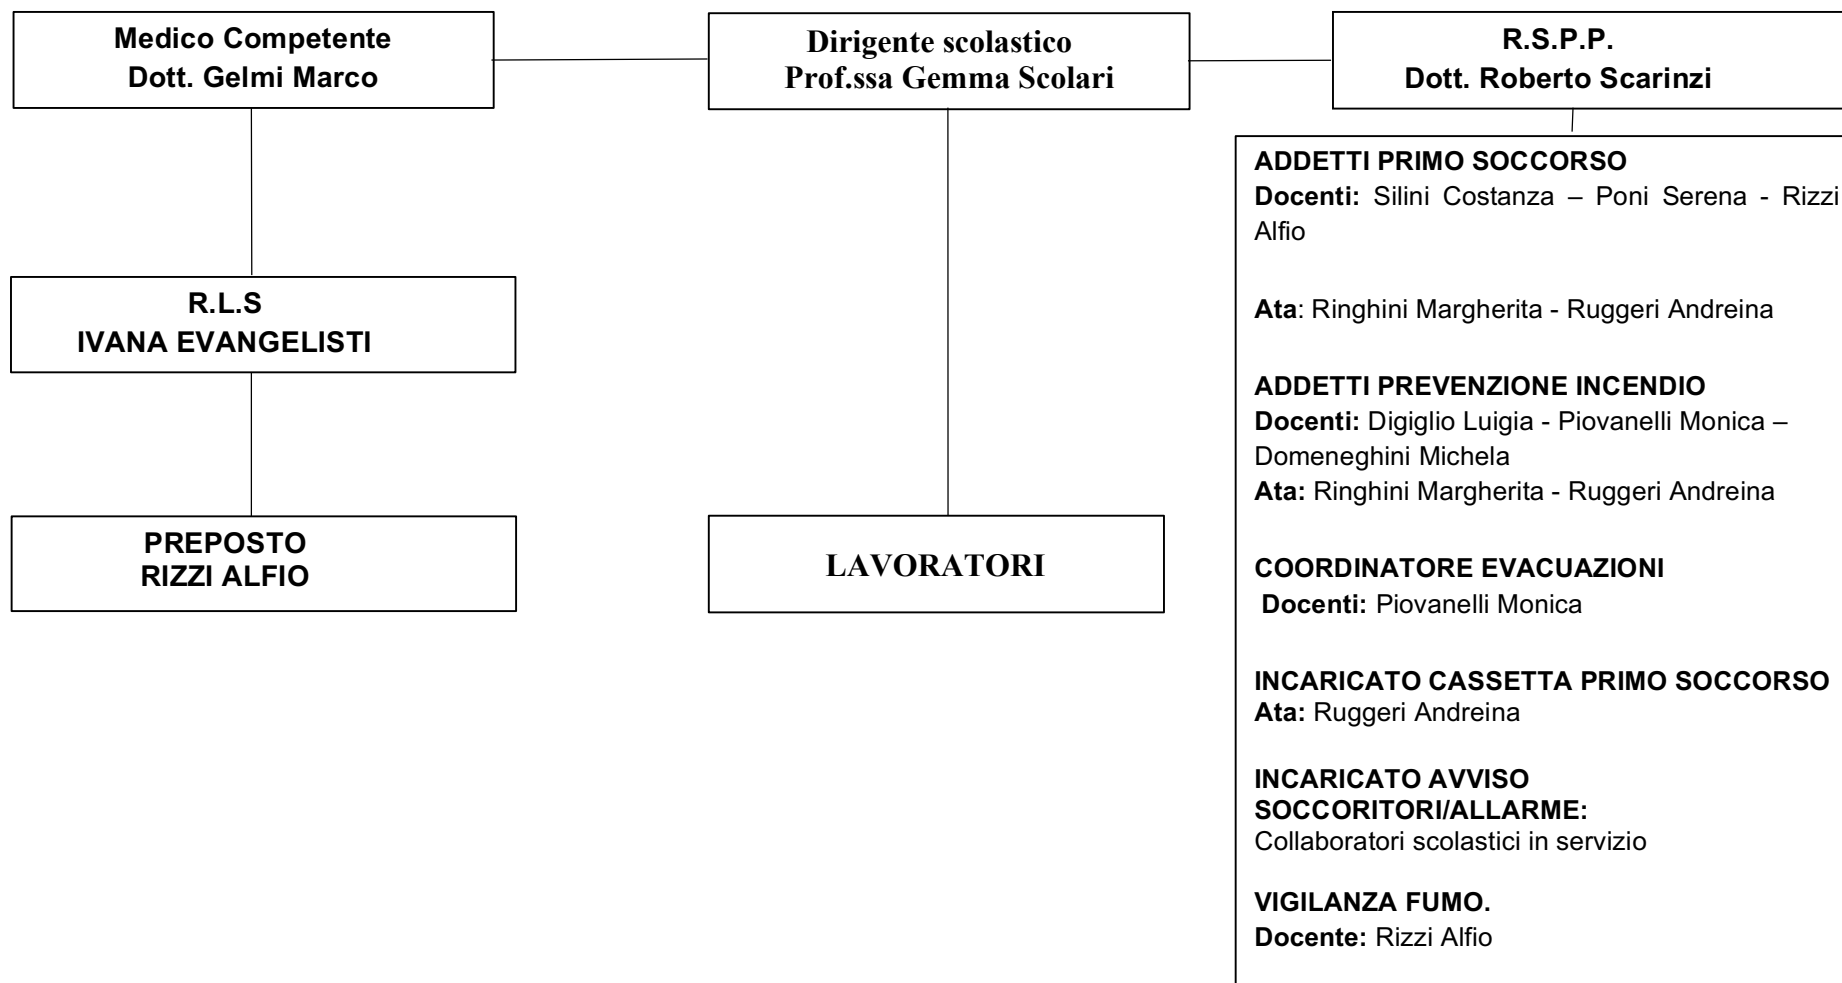 Medico Competente
Dott. Gelmi Marco
Dirigente scolastico
Prof.ssa Gemma Scolari
R.S.P.P.
Dott. Roberto Scarinzi
R.L.S
IVANA EVANGELISTI
PREPOSTO
RIZZI ALFIO
LAVORATORI
ADDETTI PRIMO SOCCORSO
Docenti: Silini Costanza – Poni Serena - Rizzi
Alfio
Ata: Ringhini Margherita - Ruggeri Andreina
ADDETTI PREVENZIONE INCENDIO
Docenti: Digiglio Luigia - Piovanelli Monica –
Domeneghini Michela
Ata: Ringhini Margherita - Ruggeri Andreina
COORDINATORE EVACUAZIONI
Docenti: Piovanelli Monica
INCARICATO CASSETTA PRIMO SOCCORSO
Ata: Ruggeri Andreina
INCARICATO AVVISO
SOCCORITORI/ALLARME:
Collaboratori scolastici in servizio
VIGILANZA FUMO.
Docente: Rizzi Alfio